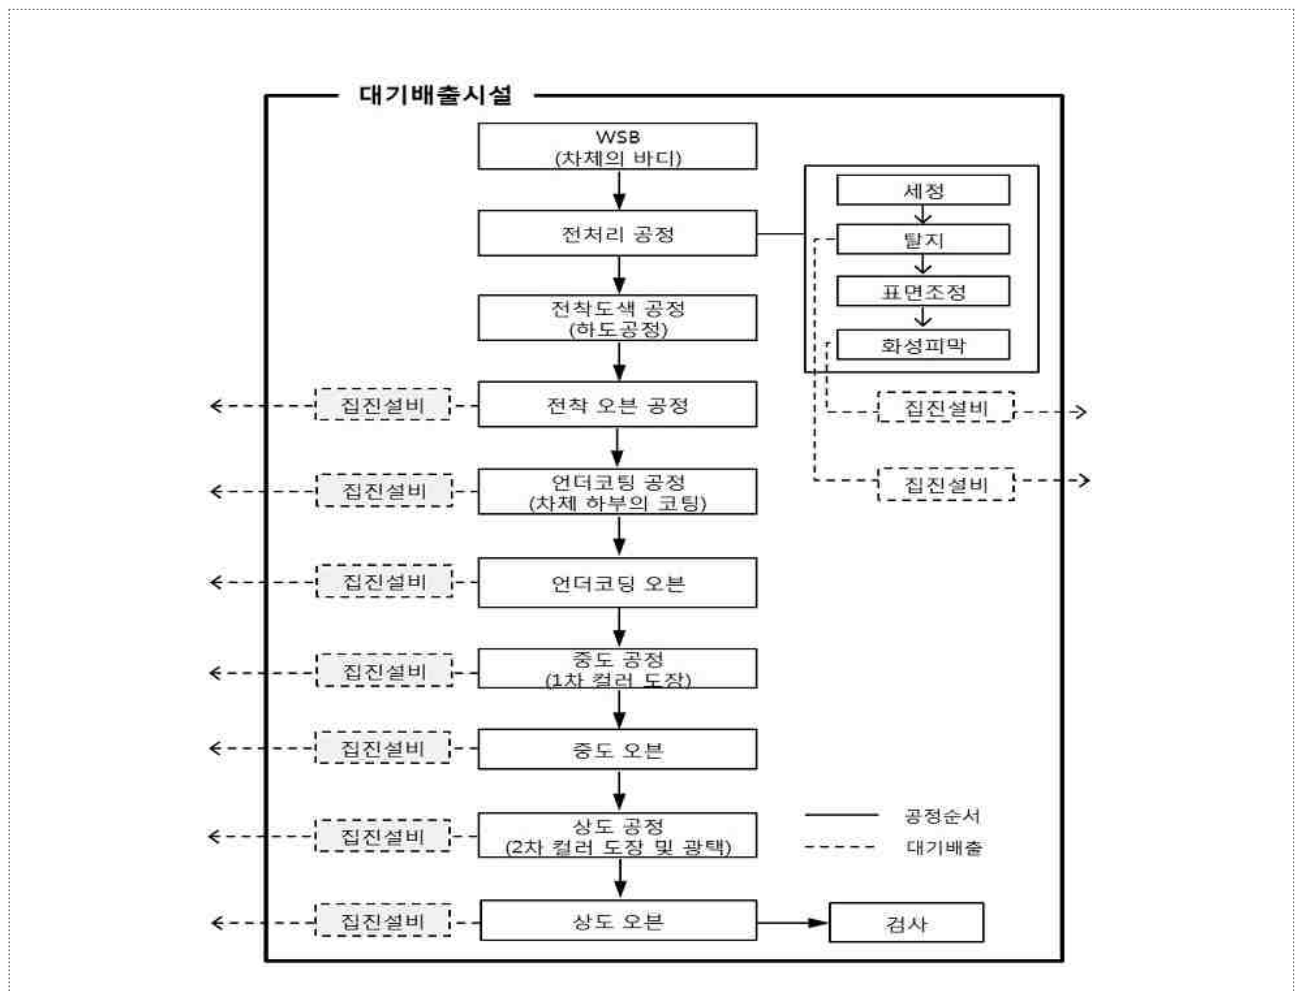 대기배출시설
WSB
(차체의 바디)
전처리 공정
세정
탈지
표면조정
화성피막
전착도색 공정
(하도공정)
집진설비
전착 오븐 공정
집진설비
집진설비
언더코팅 공정
(차체 하부의 코팅)
집진설비
집진설비
언더코딩 오븐
집진설비
중도 공정
(1차 컬러 도장)
집진설비
중도 오븐
집진설비
상도 공정
(2차 컬러 도장 및 광택)
공정순서
대기배출
집진설비
상도 오븐
검사